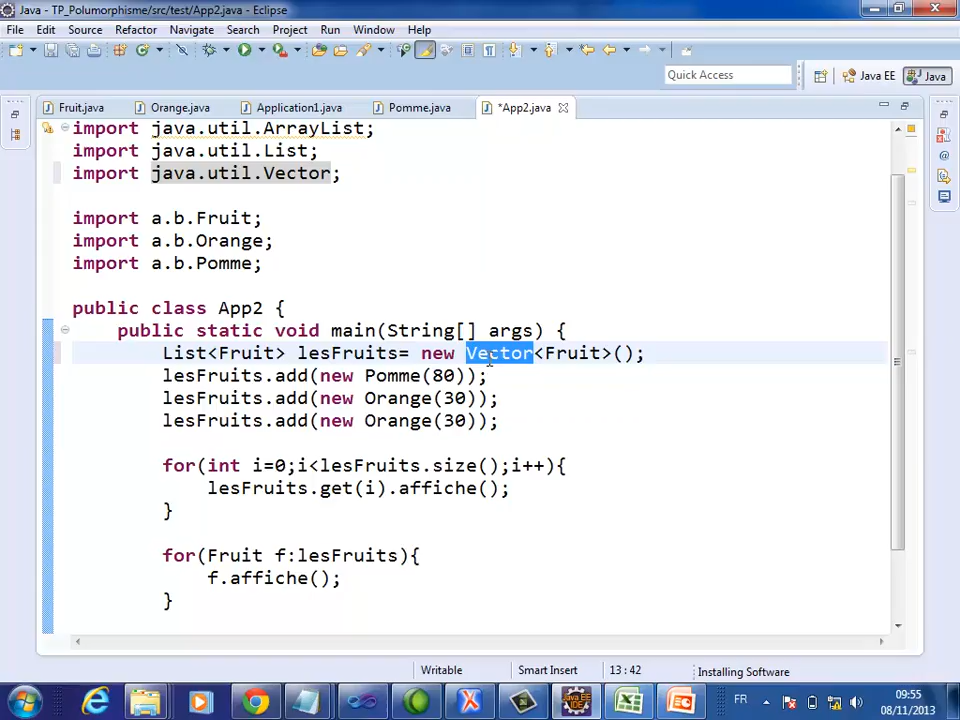 Java - TP_Polumorphisme/src/test/App2.java - Eclipse
File Edit Source Refactor Navigate Search Project Run Window Help
Quick Access Java EE Java
Fruit.java Orange.java Application1.java Pomme.java *App2.java
import java.util.ArrayList;
import java.util.List;
import java.util.Vector;
import a.b.Fruit;
import a.b.Orange;
import a.b.Pomme;
public class App2 {
public static void main(String[] args) {
List<Fruit> lesFruits= new Vector<Fruit>();
lesFruits.add(new Pomme(80));
lesFruits.add(new Orange(30));
lesFruits.add(new Orange(30));
for(int i=0;i<lesFruits.size();i++){
lesFruits.get(i).affiche();
}
for(Fruit f:lesFruits){
f.affiche();
}
Writable Smart Insert 13 : 42 Installing Software
FR 09:55
08/11/2013